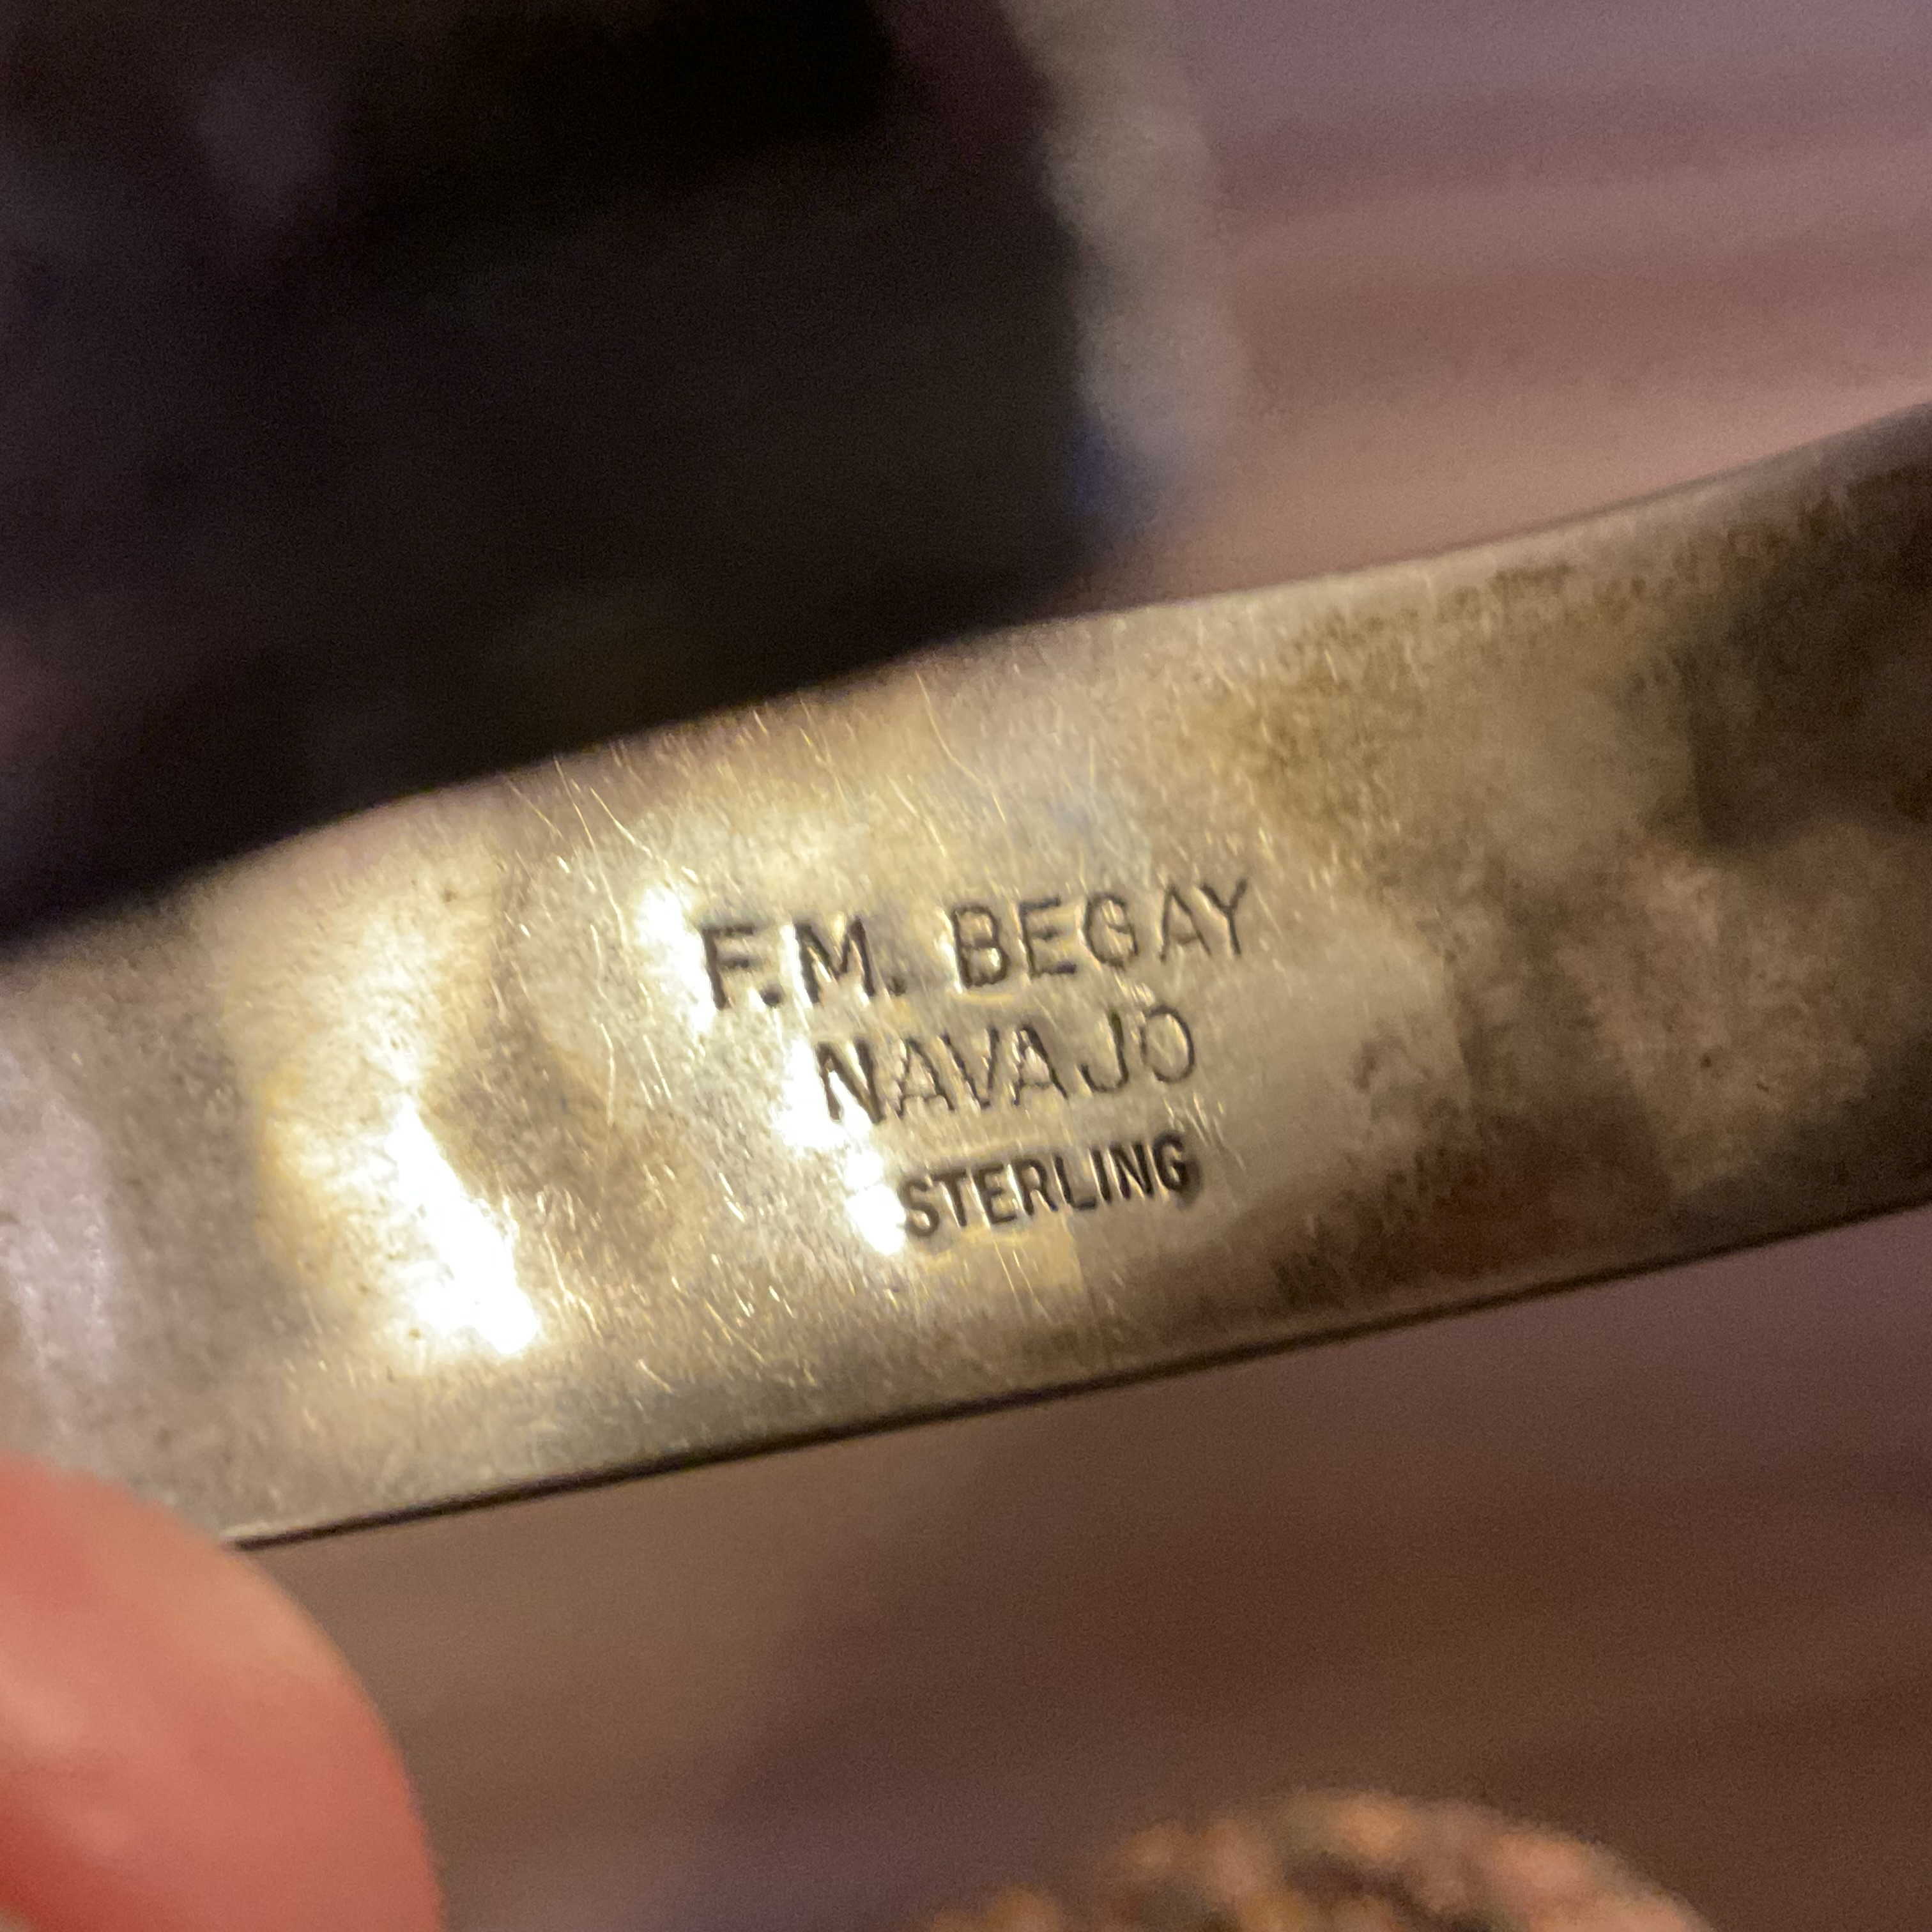 F.M. BEGAY
NAVAJO
STERLING